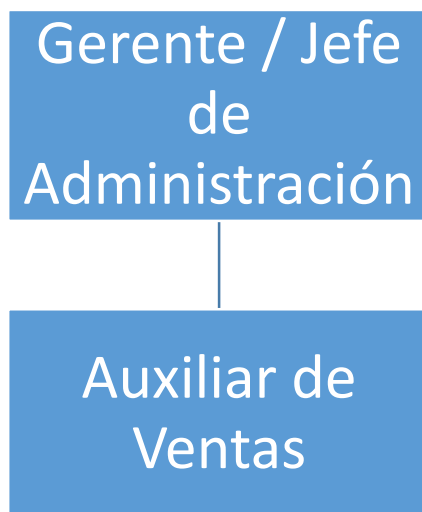 Gerente / Jefe
de
Administración
Auxiliar de
Ventas